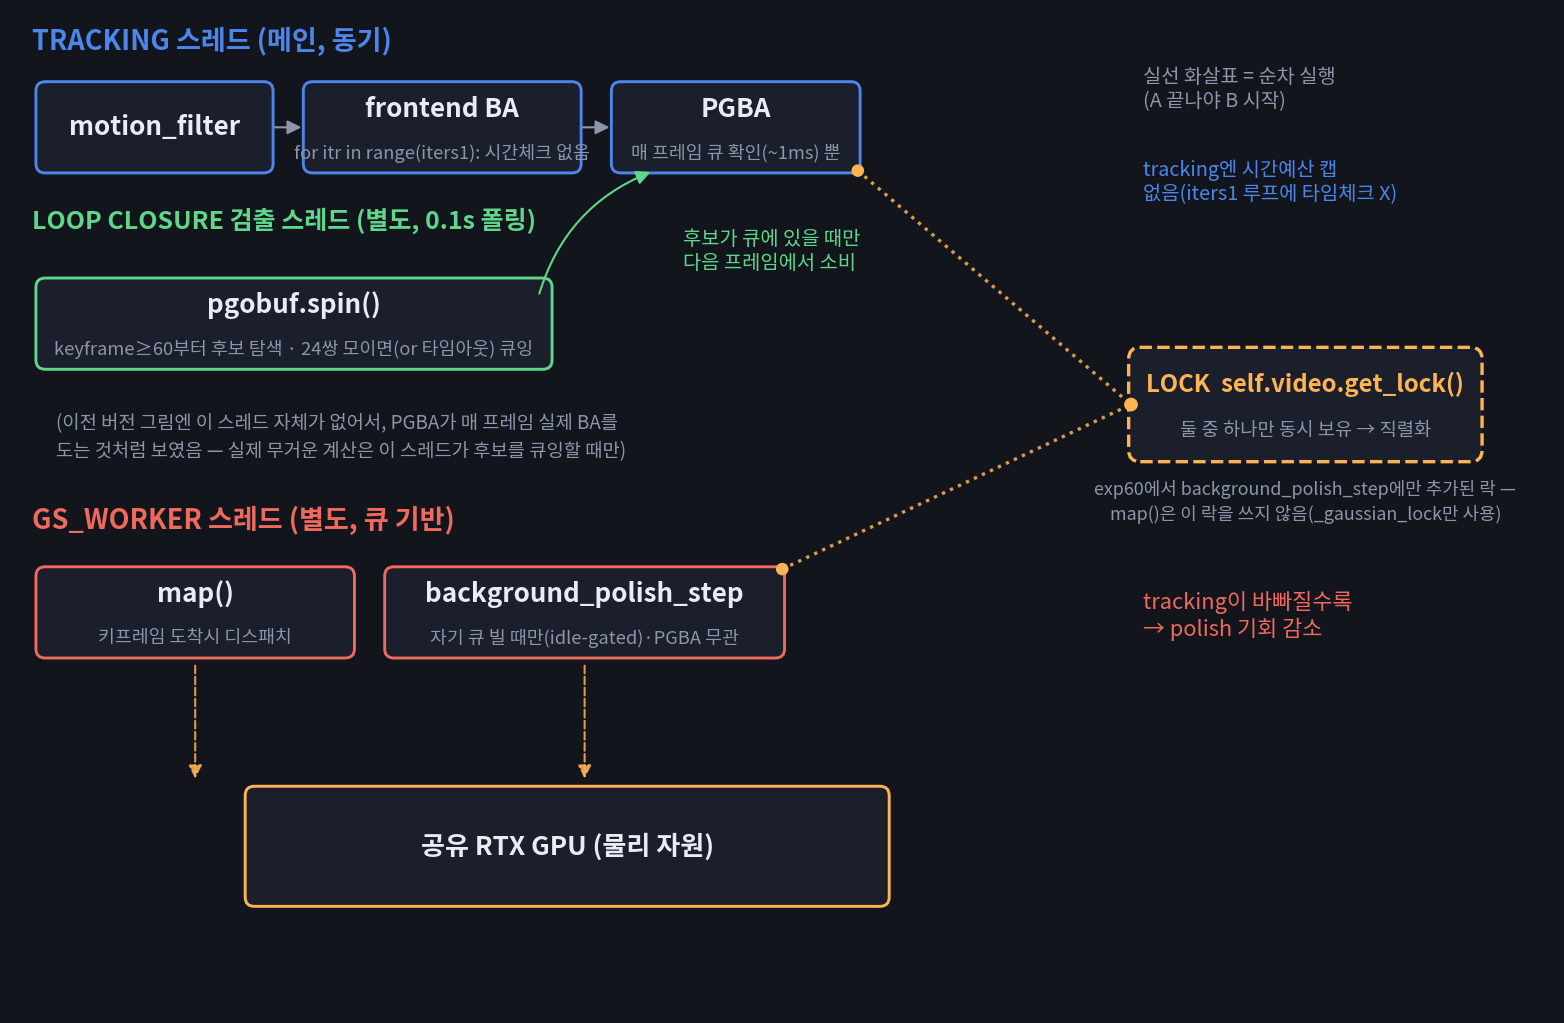 TRACKING 스레드 (메인, 동기)
motion_filter
frontend BA
for itr in range(iters1): 시간체크 없음
PGBA
매 프레임 큐 확인(~1ms) 뿐
실선 화살표 = 순차 실행
(A 끝나야 B 시작)
tracking엔 시간예산 캡
없음(iters1 루프에 타임체크 X)
LOOP CLOSURE 검출 스레드 (별도, 0.1s 폴링)
후보가 큐에 있을 때만
다음 프레임에서 소비
pgobuf.spin()
keyframe≥60부터 후보 탐색 · 24쌍 모이면(or 타임아웃) 큐잉
(이전 버전 그림엔 이 스레드 자체가 없어서, PGBA가 매 프레임 실제 BA를
도는 것처럼 보였음 — 실제 무거운 계산은 이 스레드가 후보를 큐잉할 때만)
LOCK  self.video.get_lock()
둘 중 하나만 동시 보유 → 직렬화
exp60에서 background_polish_step에만 추가된 락 —
map()은 이 락을 쓰지 않음(_gaussian_lock만 사용)
GS_WORKER 스레드 (별도, 큐 기반)
map()
키프레임 도착시 디스패치
background_polish_step
자기 큐 빌 때만(idle-gated)·PGBA 무관
tracking이 바빠질수록
→ polish 기회 감소
공유 RTX GPU (물리 자원)